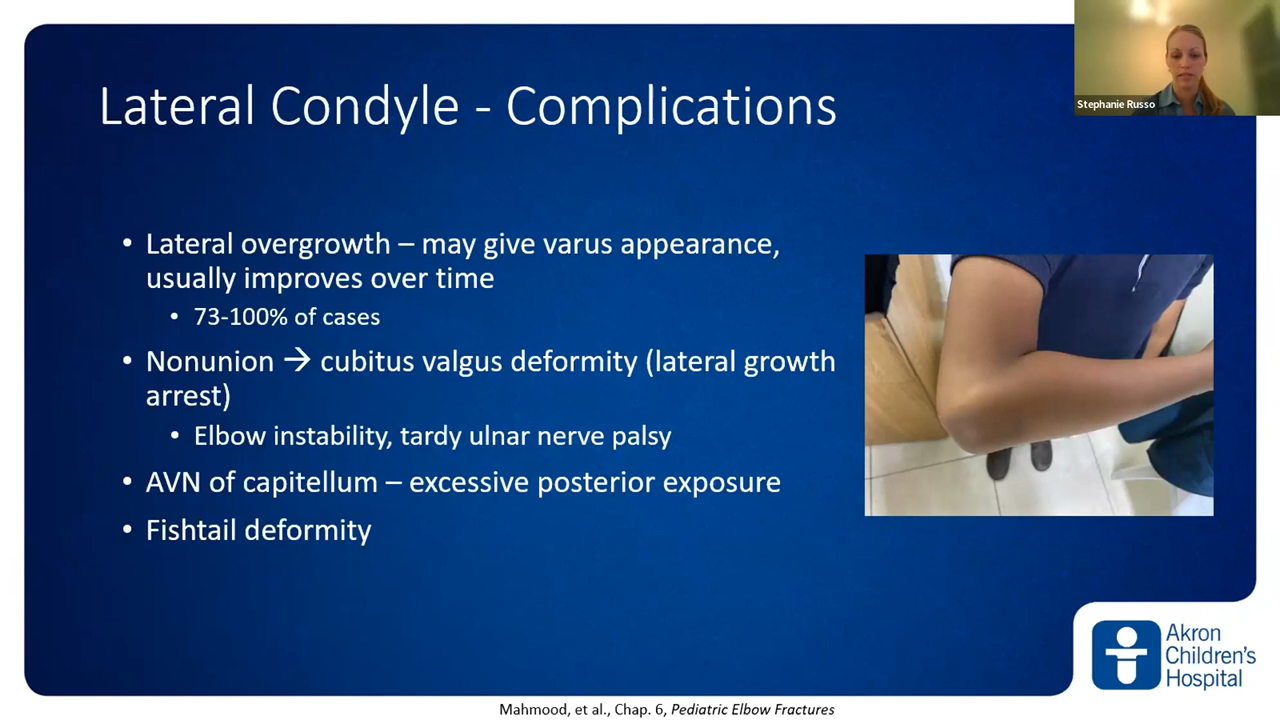 Lateral Condyle - Complications
Stephanie Russo
• Lateral overgrowth – may give varus appearance,
usually improves over time
• 73-100% of cases
• Nonunion → cubitus valgus deformity (lateral growth
arrest)
• Elbow instability, tardy ulnar nerve palsy
• AVN of capitellum – excessive posterior exposure
• Fishtail deformity
Akron
Children's
Hospital
Mahmood, et al., Chap. 6, Pediatric Elbow Fractures